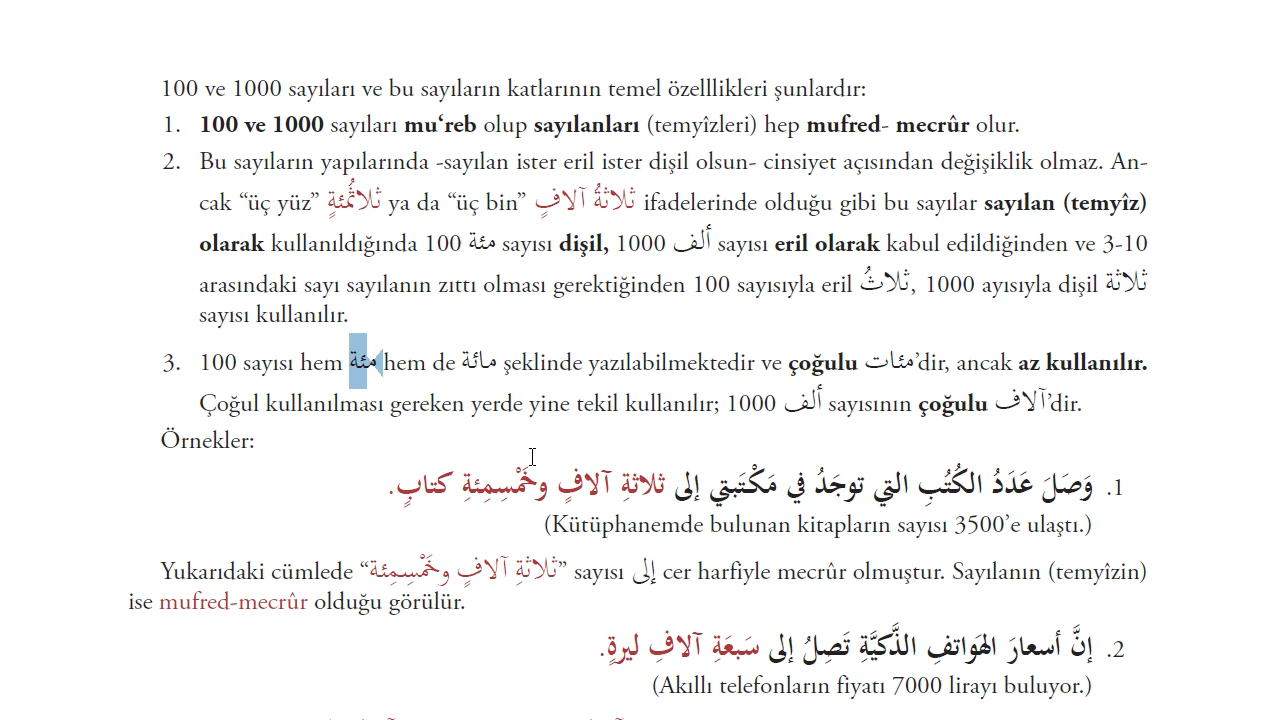 100 ve 1000 sayıları ve bu sayıların katlarının temel özelllikleri şunlardır:
1. 100 ve 1000 sayıları mu‘reb olup sayılanları (temyîzleri) hep mufred- mecrûr olur.
2. Bu sayıların yapılarında -sayılan ister eril ister dişil olsun- cinsiyet açısından değişiklik olmaz. An-
cak “üç yüz” ثلاثُمِّئةٍ ya da “üç bin” ثلاثةُ آلافٍ ifadelerinde olduğu gibi bu sayılar sayılan (temyîz)
olarak kullanıldığında 100 مئة sayısı dişil, 1000 ألف sayısı eril olarak kabul edildiğinden ve 3-10
arasındaki sayı sayılanın zıttı olması gerektiğinden 100 sayısıyla eril ثلاثُ, 1000 ayısıyla dişil ثلاثة
sayısı kullanılır.
3. 100 sayısı hem مئة hem de مائة şeklinde yazılabilmektedir ve çoğulu مئات’dir, ancak az kullanılır.
Çoğul kullanılması gereken yerde yine tekil kullanılır; 1000 ألف sayısının çoğulu آلاف’dir.
Örnekler:
1. وَصَلَ عَدَدُ الكُتُبِ التي توجَدُ في مَكْتَبتي إلى ثلاثةِ آلافٍ وخَمْسِمِئةِ كتابٍ.
(Kütüphanemde bulunan kitapların sayısı 3500’e ulaştı.)
Yukarıdaki cümlede “ثلاثةِ آلافٍ وخَمْسِمِئة” sayısı إلى cer harfiyle mecrûr olmuştur. Sayılanın (temyîzin)
ise mufred-mecrûr olduğu görülür.
2. إنَّ أسعارَ الهَواتفِ الذَّكيَّةِ تَصِلُ إلى سَبعَةِ آلافِ ليرةٍ.
(Akıllı telefonların fiyatı 7000 lirayı buluyor.)